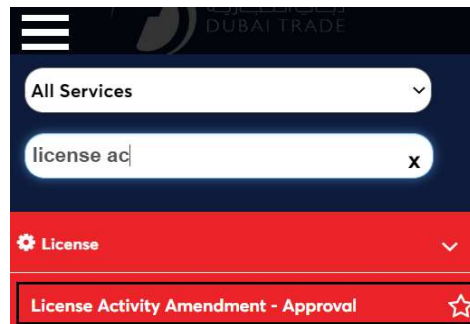 DUBAI TRADE
All Services
license ac
x
License
License Activity Amendment - Approval